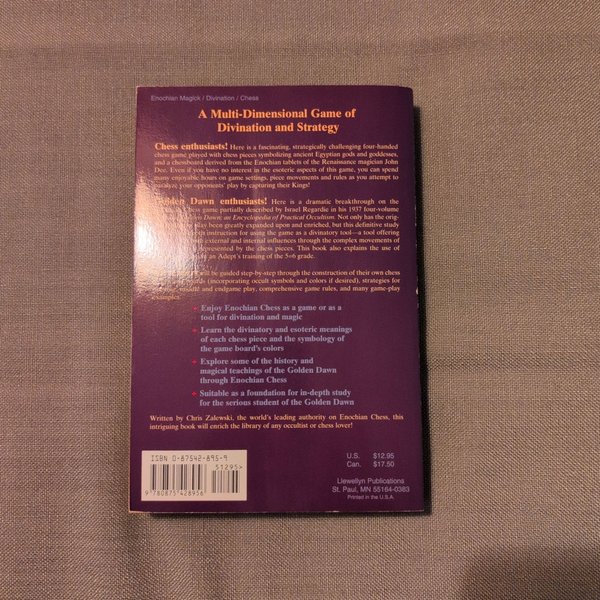 Enochian Magick / Divination / Chess
A Multi-Dimensional Game of
Divination and Strategy
Chess enthusiasts! Here is a fascinating, strategically challenging four-handed
chess game played with chess pieces symbolizing ancient Egyptian gods and goddesses,
and a chessboard derived from the Enochian tablets of the Renaissance magician John
Dee. Even if you have no interest in the esoteric aspects of this game, you can spend
many enjoyable hours on game settings, piece movements and rules as you attempt to
paralyze your opponents' play by capturing their Kings!
Golden Dawn enthusiasts! Here is a dramatic breakthrough on the
Chess game partially described by Israel Regardie in his 1937 four-volume
Dawn: an Encyclopedia of Practical Occultism. Not only has the orig-
play been greatly expanded upon and enriched, but this definitive study
depth instruction for using the game as a divinatory tool—a tool offering
both external and internal influences through the complex movements of
represented by the chess pieces. This book also explains the use of
an Adept's training of the 5=6 grade.
will be guided step-by-step through the construction of their own chess
boards (incorporating occult symbols and colors if desired), strategies for
middle and endgame play, comprehensive game rules, and many game-play
examples.
+ Enjoy Enochian Chess as a game or as a
tool for divination and magic
+ Learn the divinatory and esoteric meanings
of each chess piece and the symbology of
the game board's colors
+ Explore some of the history and
magical teachings of the Golden Dawn
through Enochian Chess
+ Suitable as a foundation for in-depth study
for the serious student of the Golden Dawn
Written by Chris Zalewski, the world's leading authority on Enochian Chess, this
intriguing book will enrich the library of any occultist or chess lover!
ISBN 0-87542-895-9
51295>
9 780875 428956
U.S. $12.95
Can. $17.50
Llewellyn Publications
St. Paul, MN 55164-0383
Printed in the U.S.A.